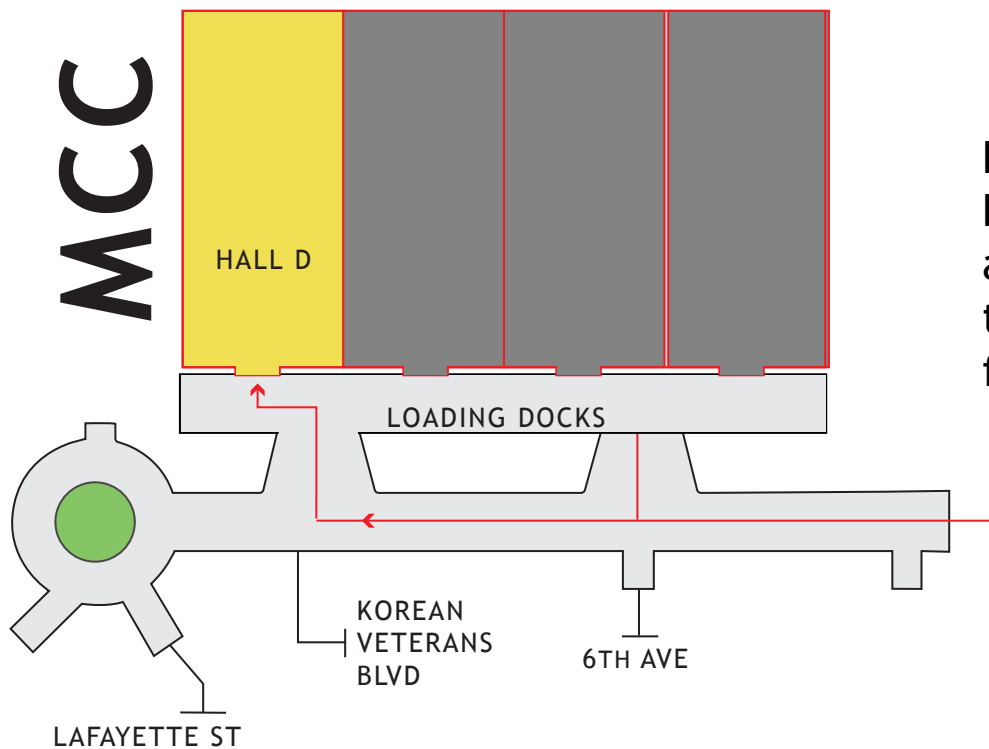 MCC
HALL D
LOADING DOCKS
KOREAN
VETERANS
BLVD
6TH AVE
LAFAYETTE ST